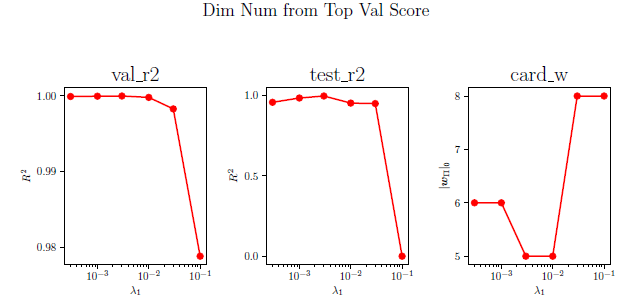 Dim Num from Top Val Score
val_r2
test_r2
card_w
1.00
0.99
0.98
R²
10⁻³
10⁻²
10⁻¹
λ₁
1.0
0.5
0.0
R²
10⁻³
10⁻²
10⁻¹
λ₁
8
7
6
5
|w_Π|₀
10⁻³
10⁻²
10⁻¹
λ₁